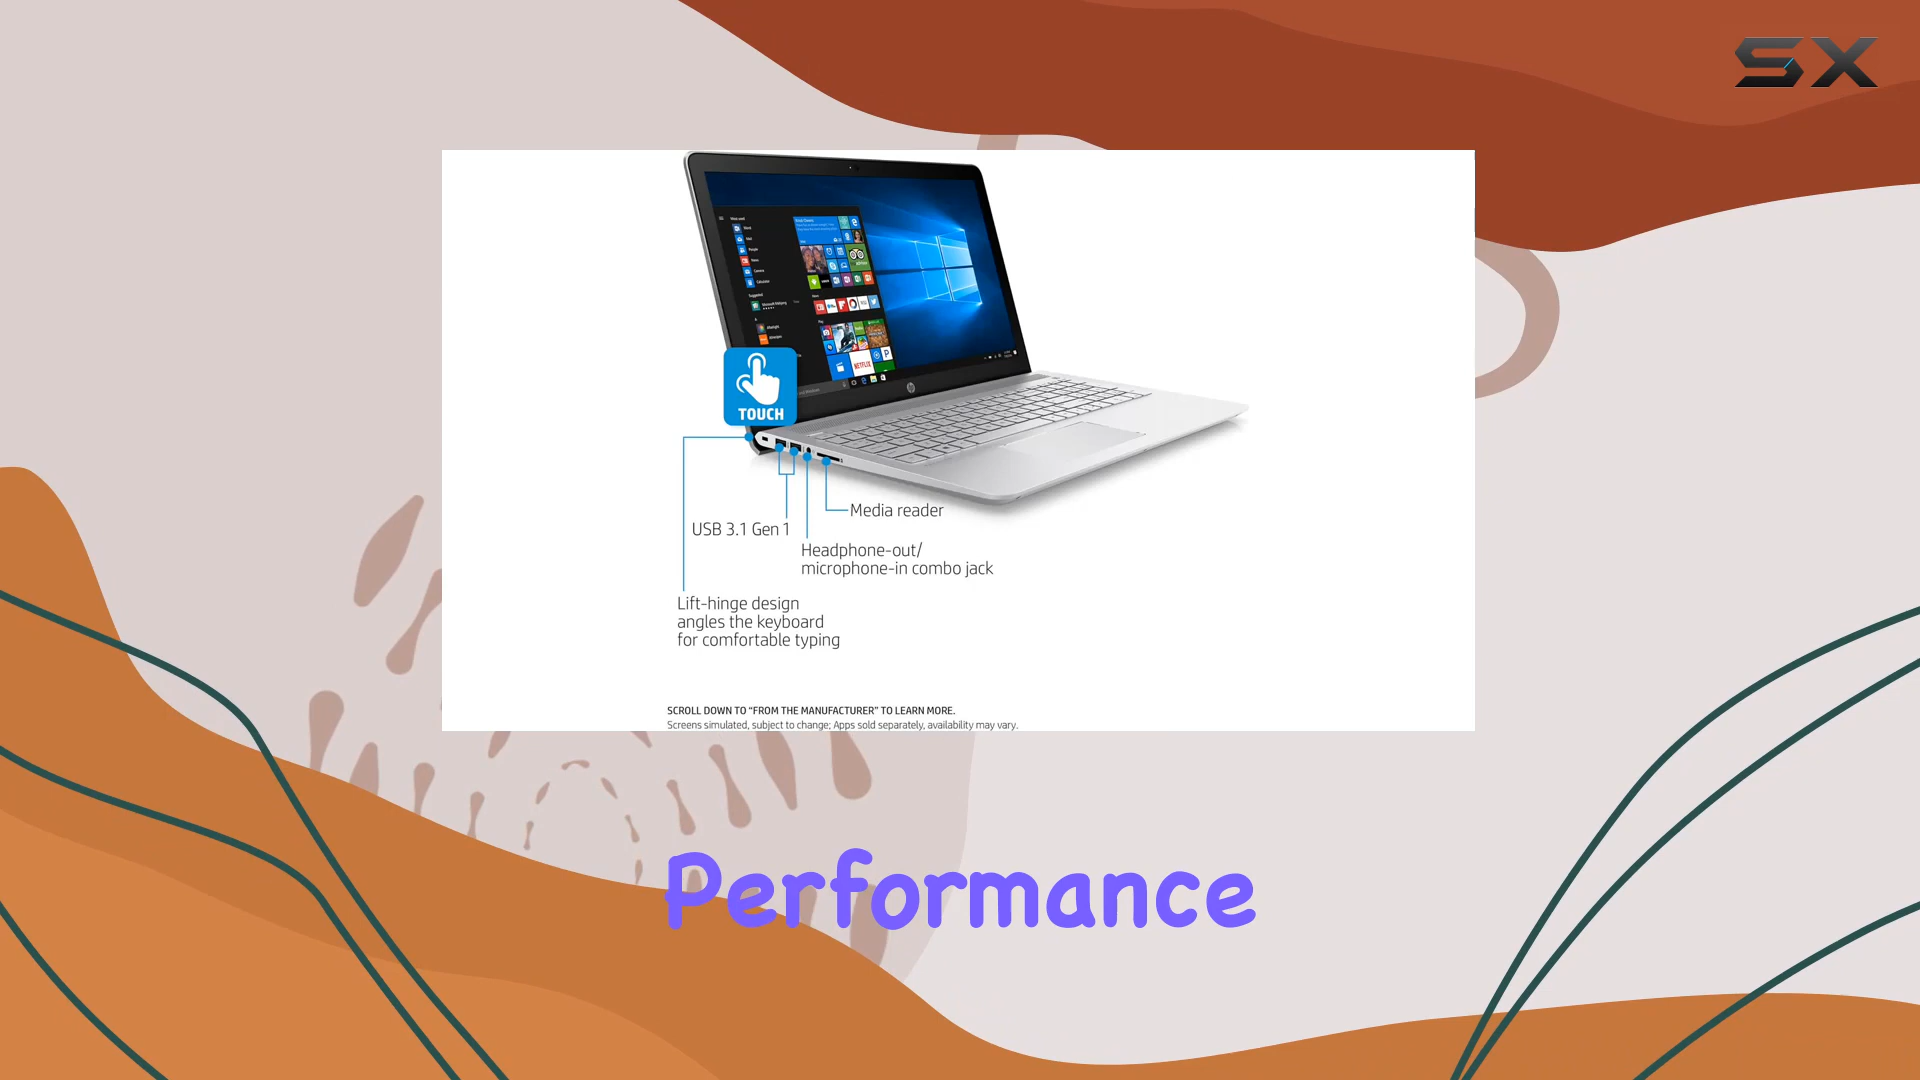 SX
TOUCH
Media reader
USB 3.1 Gen 1
Headphone-out/
microphone-in combo jack
Lift-hinge design
angles the keyboard
for comfortable typing
SCROLL DOWN TO “FROM THE MANUFACTURER” TO LEARN MORE.
Screens simulated, subject to change; Apps sold separately, availability may vary.
Performance